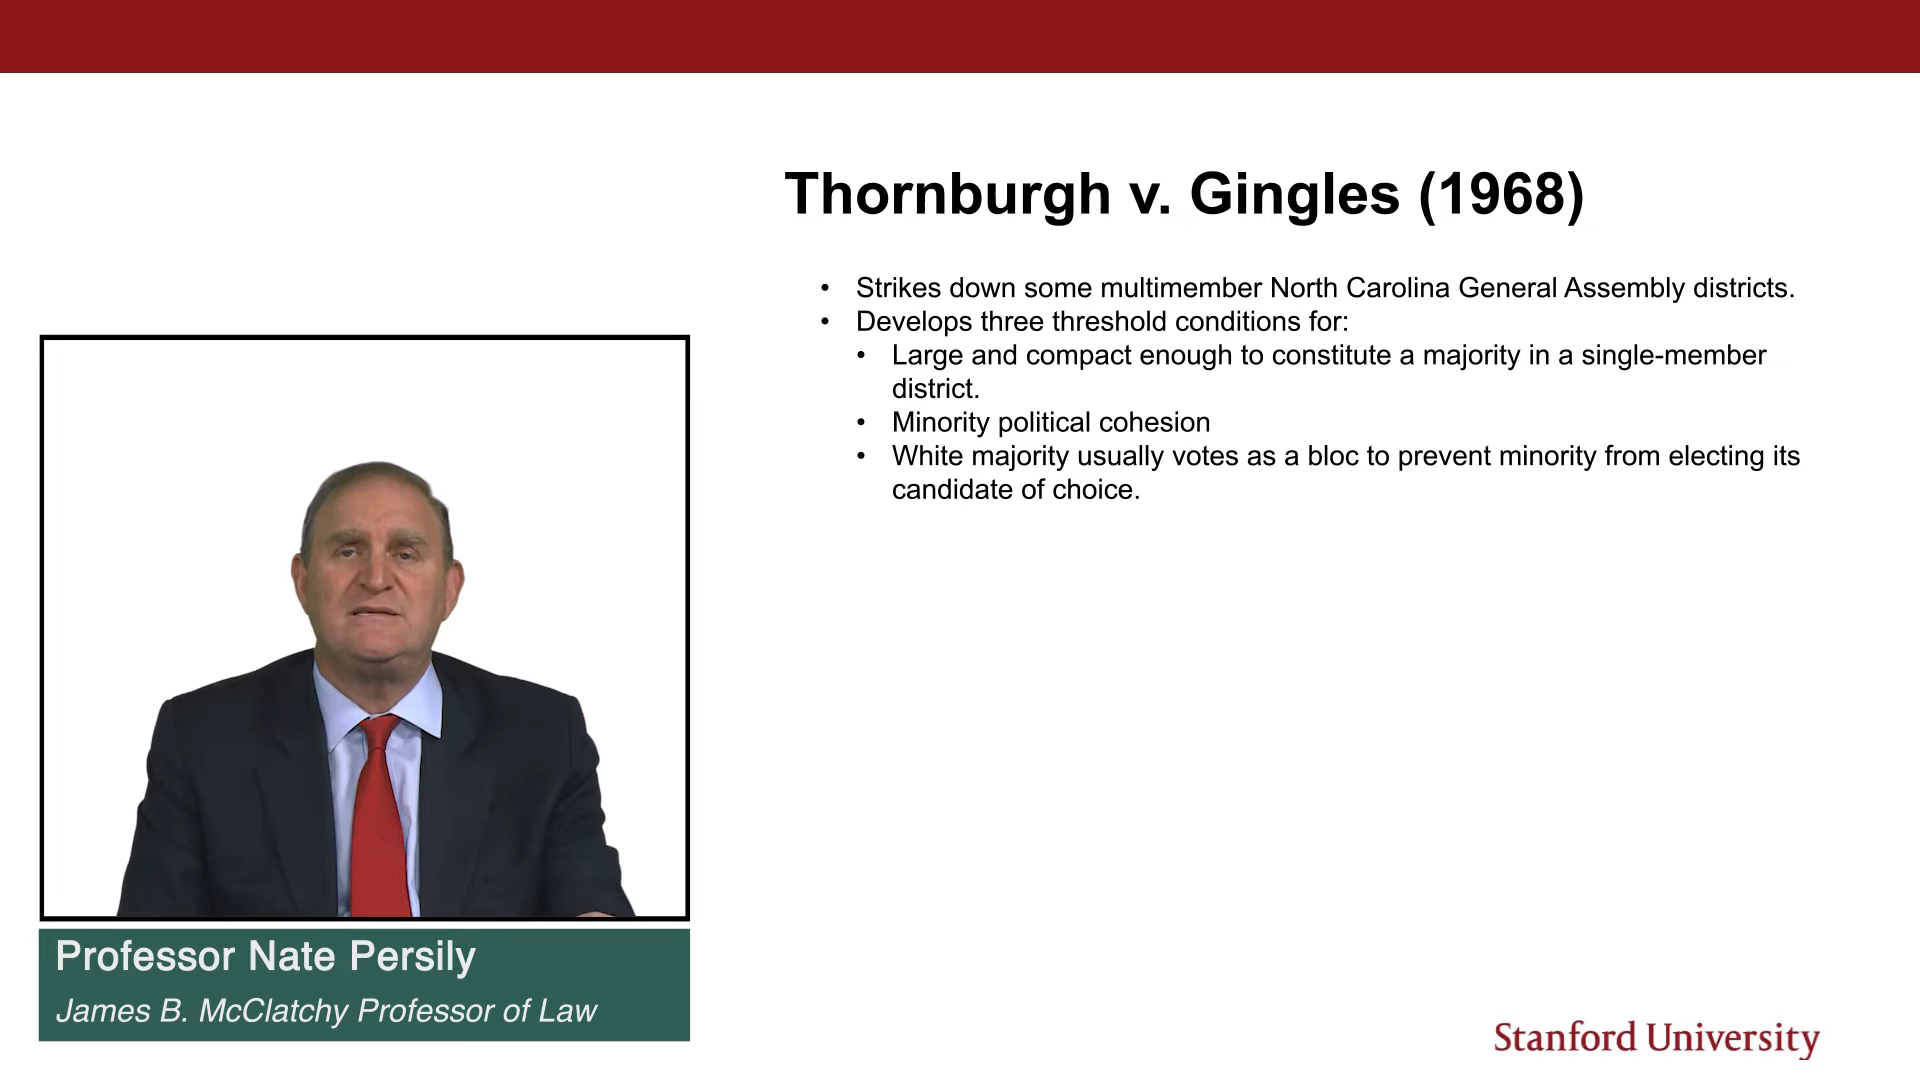 Thornburgh v. Gingles (1968)
• Strikes down some multimember North Carolina General Assembly districts.
• Develops three threshold conditions for:
• Large and compact enough to constitute a majority in a single-member
district.
• Minority political cohesion
• White majority usually votes as a bloc to prevent minority from electing its
candidate of choice.
Professor Nate Persily
James B. McClatchy Professor of Law
Stanford University